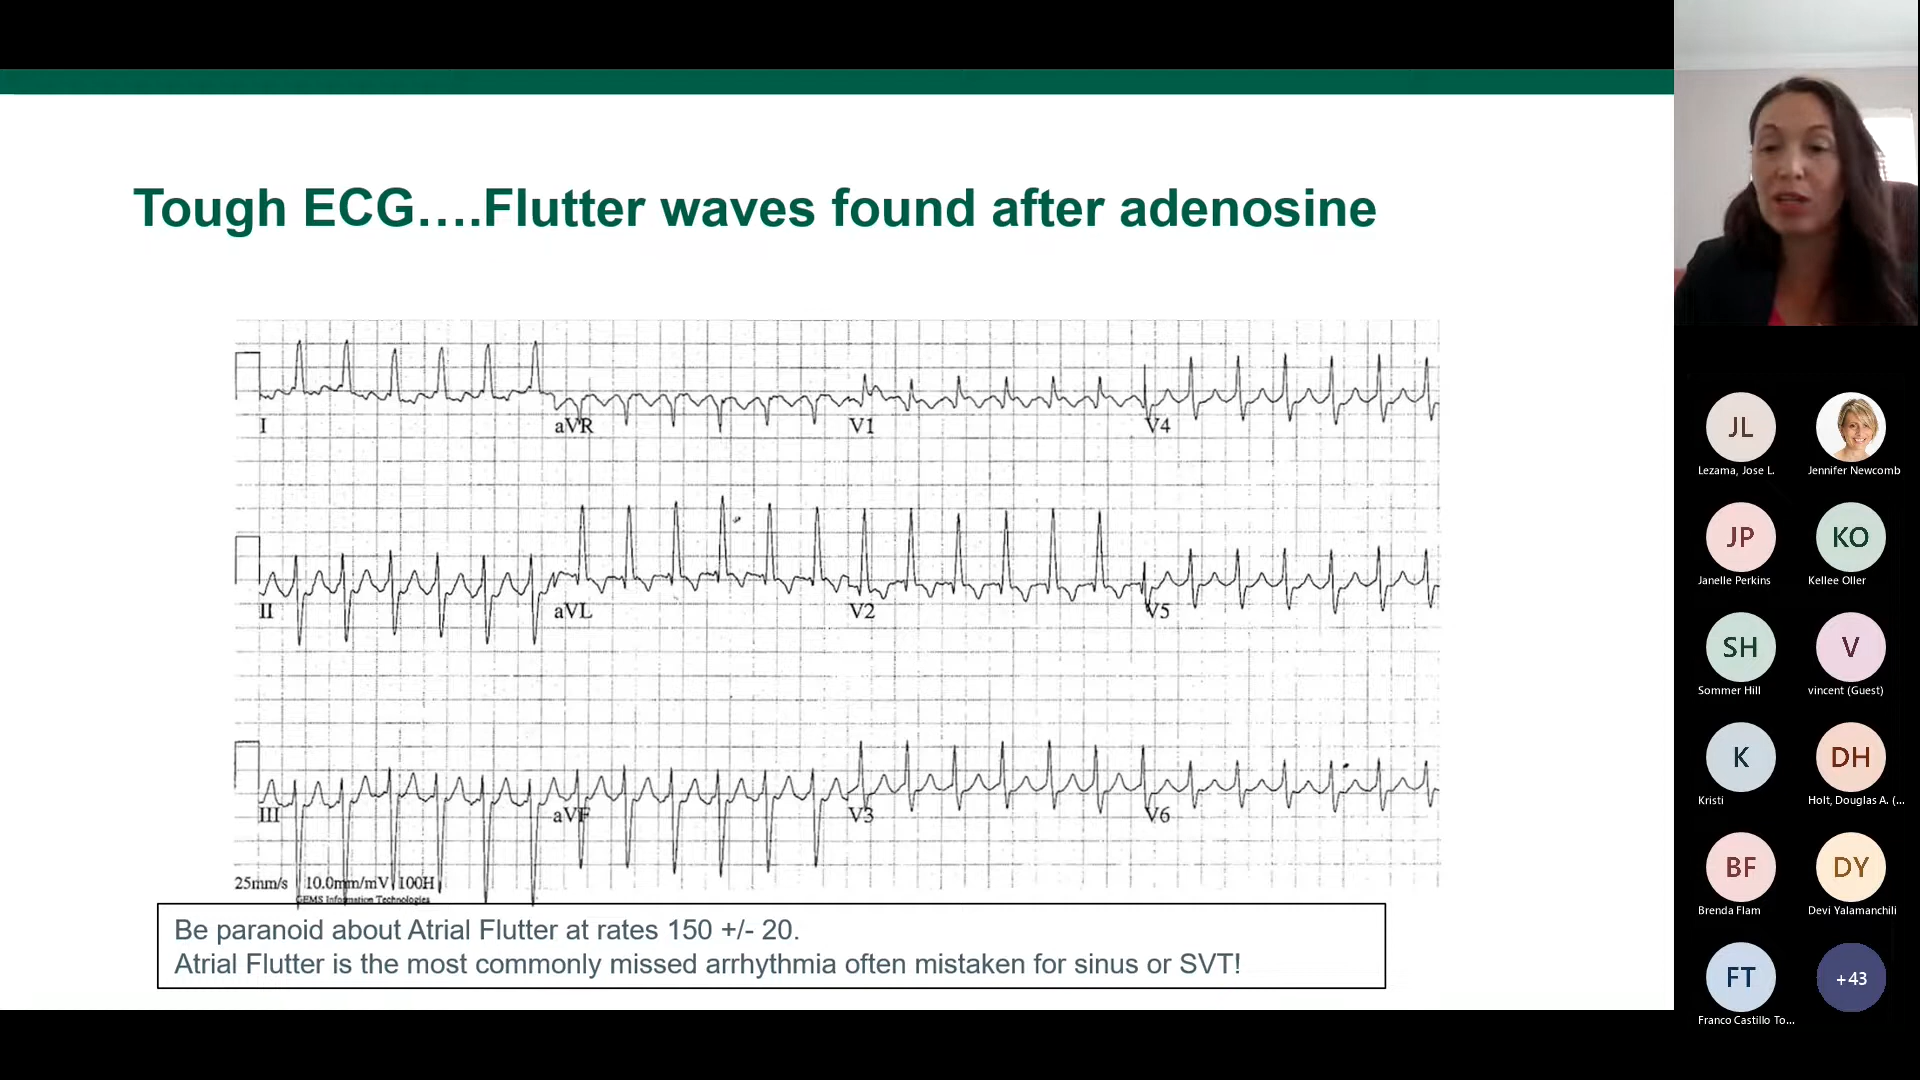 Tough ECG....Flutter waves found after adenosine
I aVR V1 V4
II aVL V2 V5
III aVF V3 V6
25mm/s 10.0mm/mV 100H
GEMS Information Technologies
Be paranoid about Atrial Flutter at rates 150 +/- 20.
Atrial Flutter is the most commonly missed arrhythmia often mistaken for sinus or SVT!
JL
Lezama, Jose L.
Jennifer Newcomb
JP KO
Janelle Perkins Kellee Oller
SH V
Sommer Hill vincent (Guest)
K DH
Kristi Holt, Douglas A. (...
BF DY
Brenda Flam Devi Yalamanchili
FT +43
Franco Castillo To...